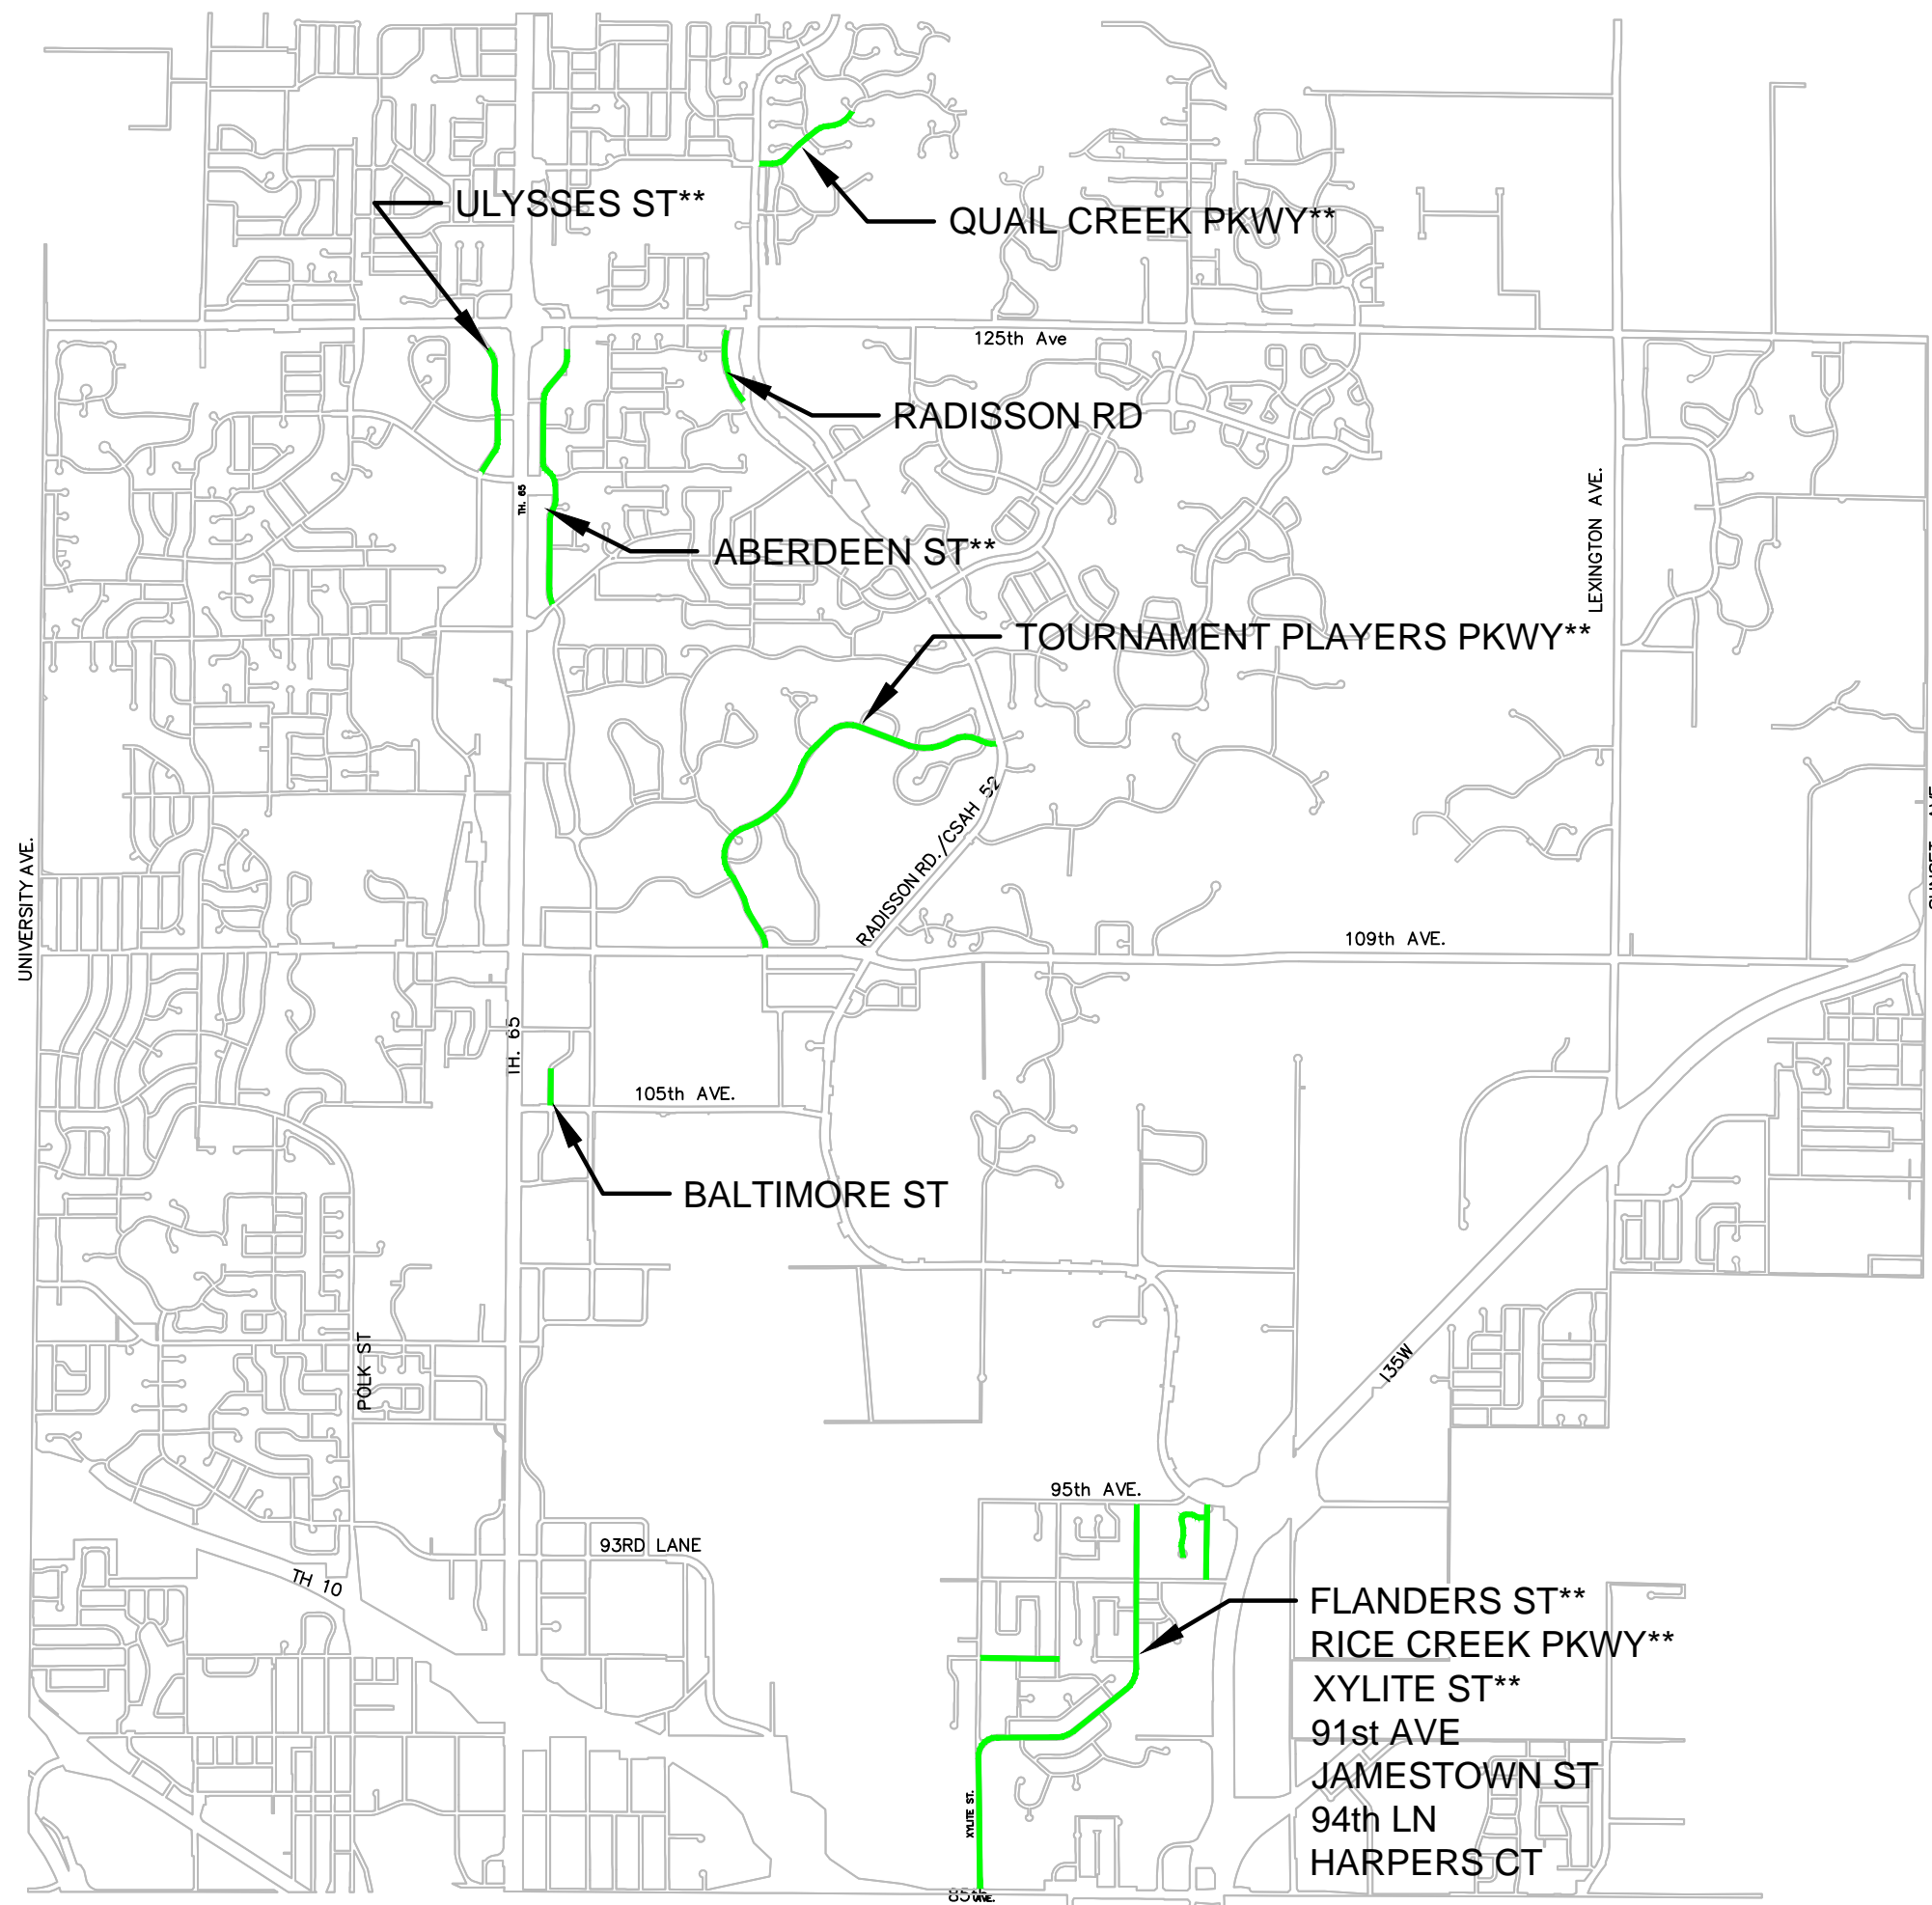 ULYSSES ST**
QUAIL CREEK PKWY**
125th Ave
RADISSON RD
TH. 65
LEXINGTON AVE.
ABERDEEN ST**
TOURNAMENT PLAYERS PKWY**
RADISSON RD./CSAH 52
UNIVERSITY AVE.
109th AVE.
TH. 65
105th AVE.
BALTIMORE ST
POLK ST
I35W
95th AVE.
93RD LANE
TH 10
FLANDERS ST**
RICE CREEK PKWY**
XYLITE ST**
91st AVE
JAMESTOWN ST
94th LN
HARPERS CT
XYLITE ST.
85th AVE.